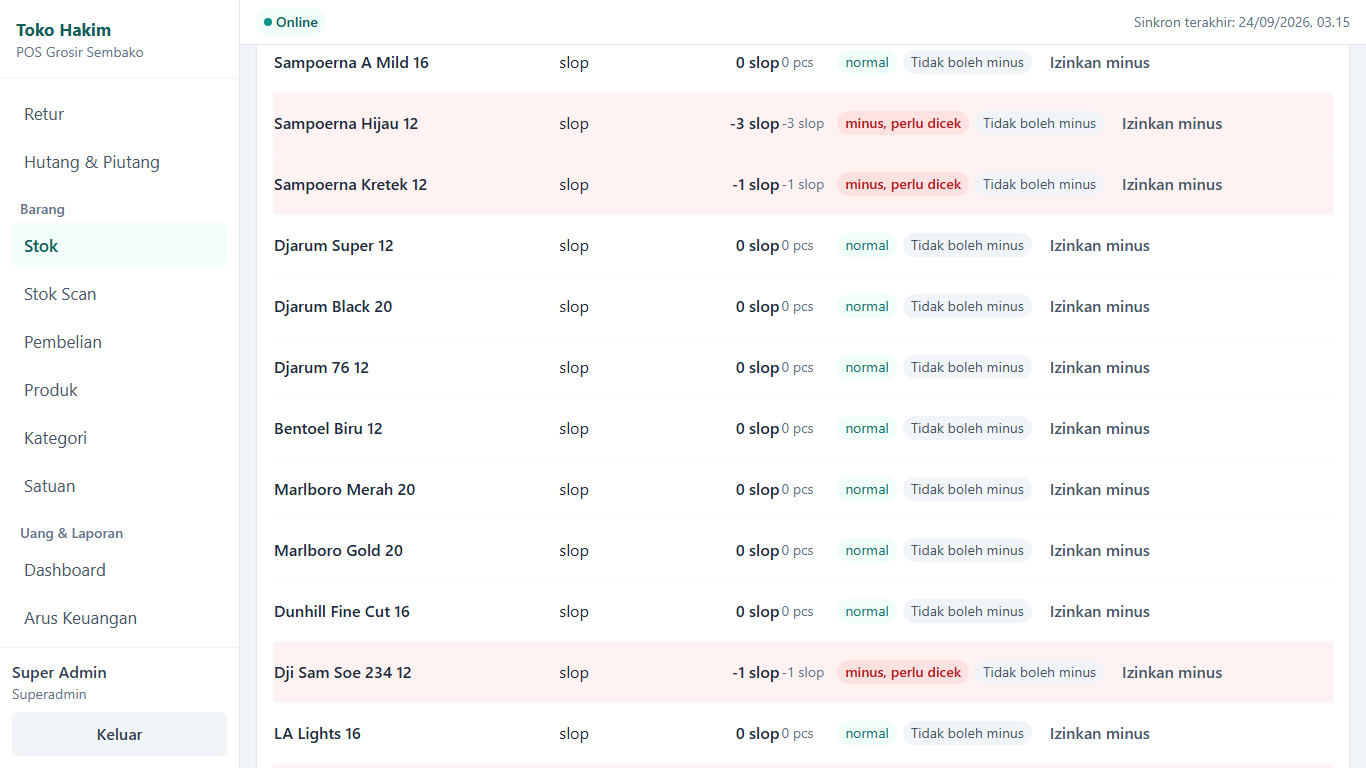 Toko Hakim
POS Grosir Sembako
Retur
Hutang & Piutang
Barang
Stok
Stok Scan
Pembelian
Produk
Kategori
Satuan
Uang & Laporan
Dashboard
Arus Keuangan
Super Admin
Superadmin
Keluar
Online
Sinkron terakhir: 24/09/2026, 03.15
Sampoerna A Mild 16 slop 0 slop 0 pcs normal Tidak boleh minus Izinkan minus
Sampoerna Hijau 12 slop -3 slop -3 slop minus, perlu dicek Tidak boleh minus Izinkan minus
Sampoerna Kretek 12 slop -1 slop -1 slop minus, perlu dicek Tidak boleh minus Izinkan minus
Djarum Super 12 slop 0 slop 0 pcs normal Tidak boleh minus Izinkan minus
Djarum Black 20 slop 0 slop 0 pcs normal Tidak boleh minus Izinkan minus
Djarum 76 12 slop 0 slop 0 pcs normal Tidak boleh minus Izinkan minus
Bentoel Biru 12 slop 0 slop 0 pcs normal Tidak boleh minus Izinkan minus
Marlboro Merah 20 slop 0 slop 0 pcs normal Tidak boleh minus Izinkan minus
Marlboro Gold 20 slop 0 slop 0 pcs normal Tidak boleh minus Izinkan minus
Dunhill Fine Cut 16 slop 0 slop 0 pcs normal Tidak boleh minus Izinkan minus
Dji Sam Soe 234 12 slop -1 slop -1 slop minus, perlu dicek Tidak boleh minus Izinkan minus
LA Lights 16 slop 0 slop 0 pcs normal Tidak boleh minus Izinkan minus